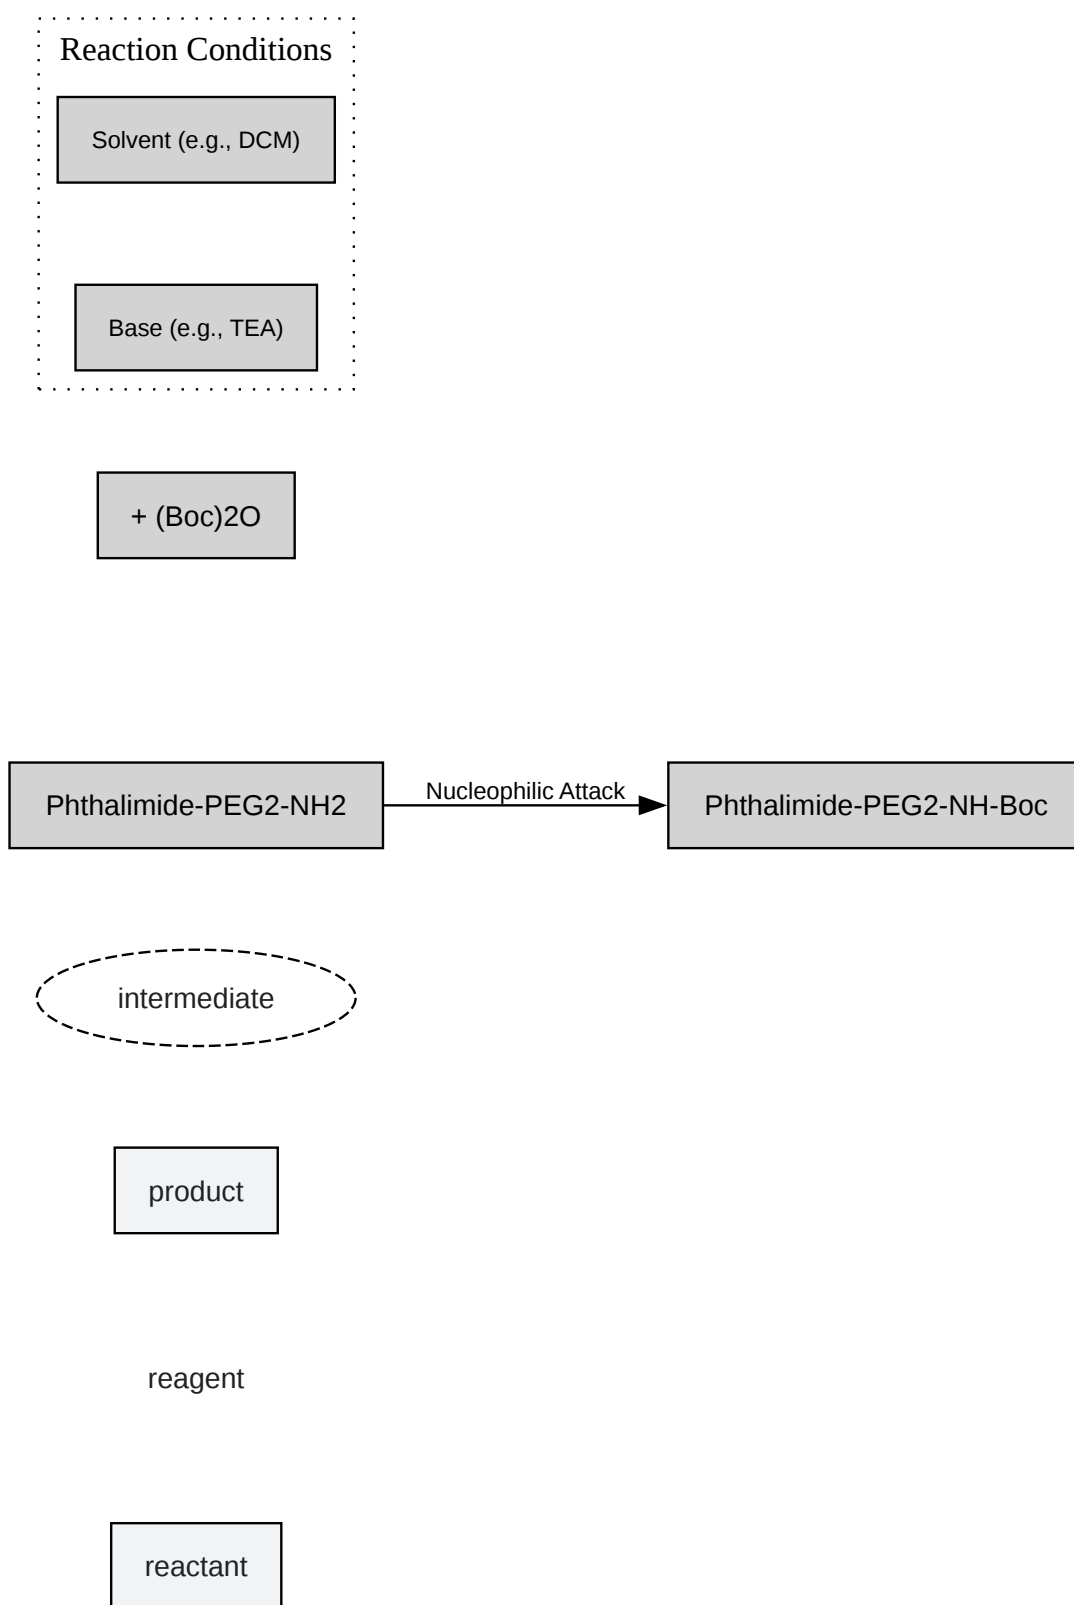 Reaction Conditions
Solvent (e.g., DCM)
Base (e.g., TEA)
+ (Boc)2O
Phthalimide-PEG2-NH2
Nucleophilic Attack
Phthalimide-PEG2-NH-Boc
intermediate
product
reagent
reactant